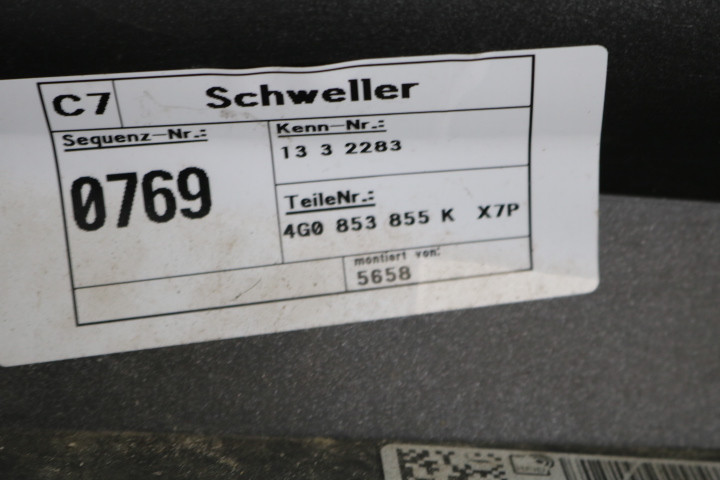 C7 Schweller
Sequenz-Nr.:
0769
Kenn-Nr.:
13 3 2283
TeileNr.:
4G0 853 855 K X7P
montiert von:
5658